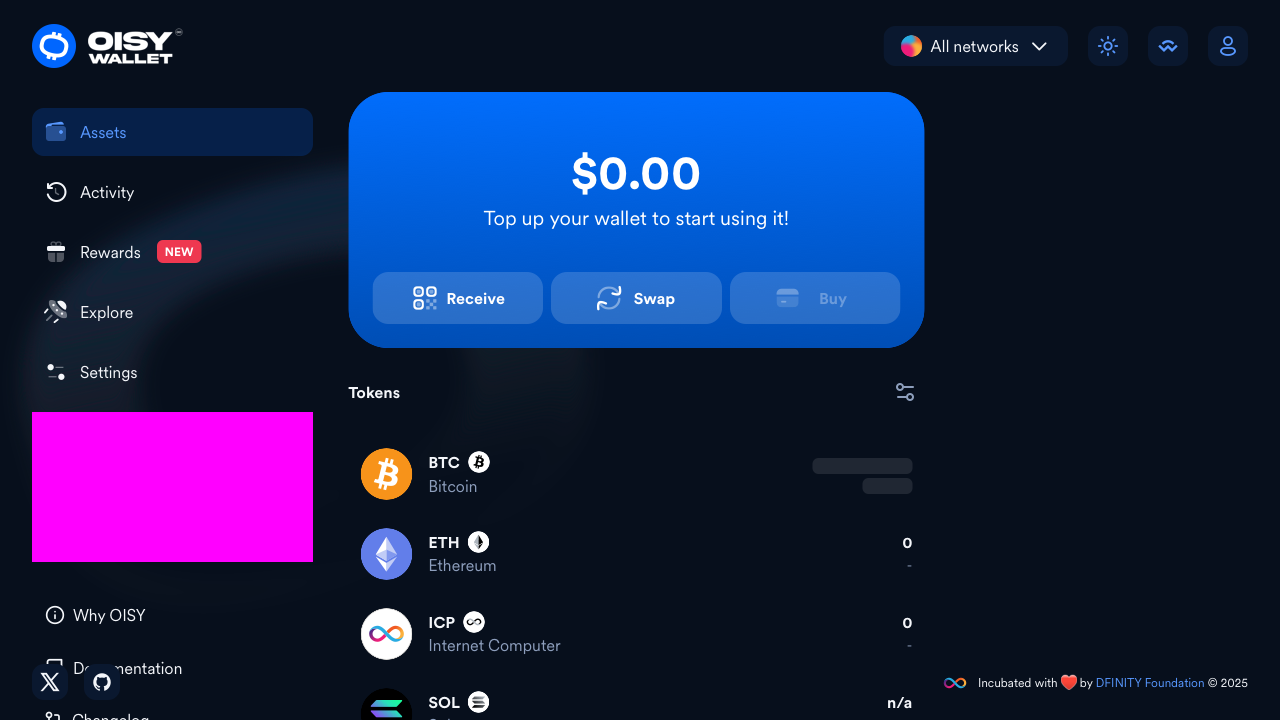 OISY
WALLET
All networks
Assets
Activity
Rewards NEW
Explore
Settings
$0.00
Top up your wallet to start using it!
Receive
Swap
Buy
Tokens
BTC
Bitcoin
ETH
0
Ethereum
-
ICP
0
Internet Computer
-
SOL
n/a
Why OISY
Documentation
Changelog
Incubated with ❤️ by DFINITY Foundation © 2025